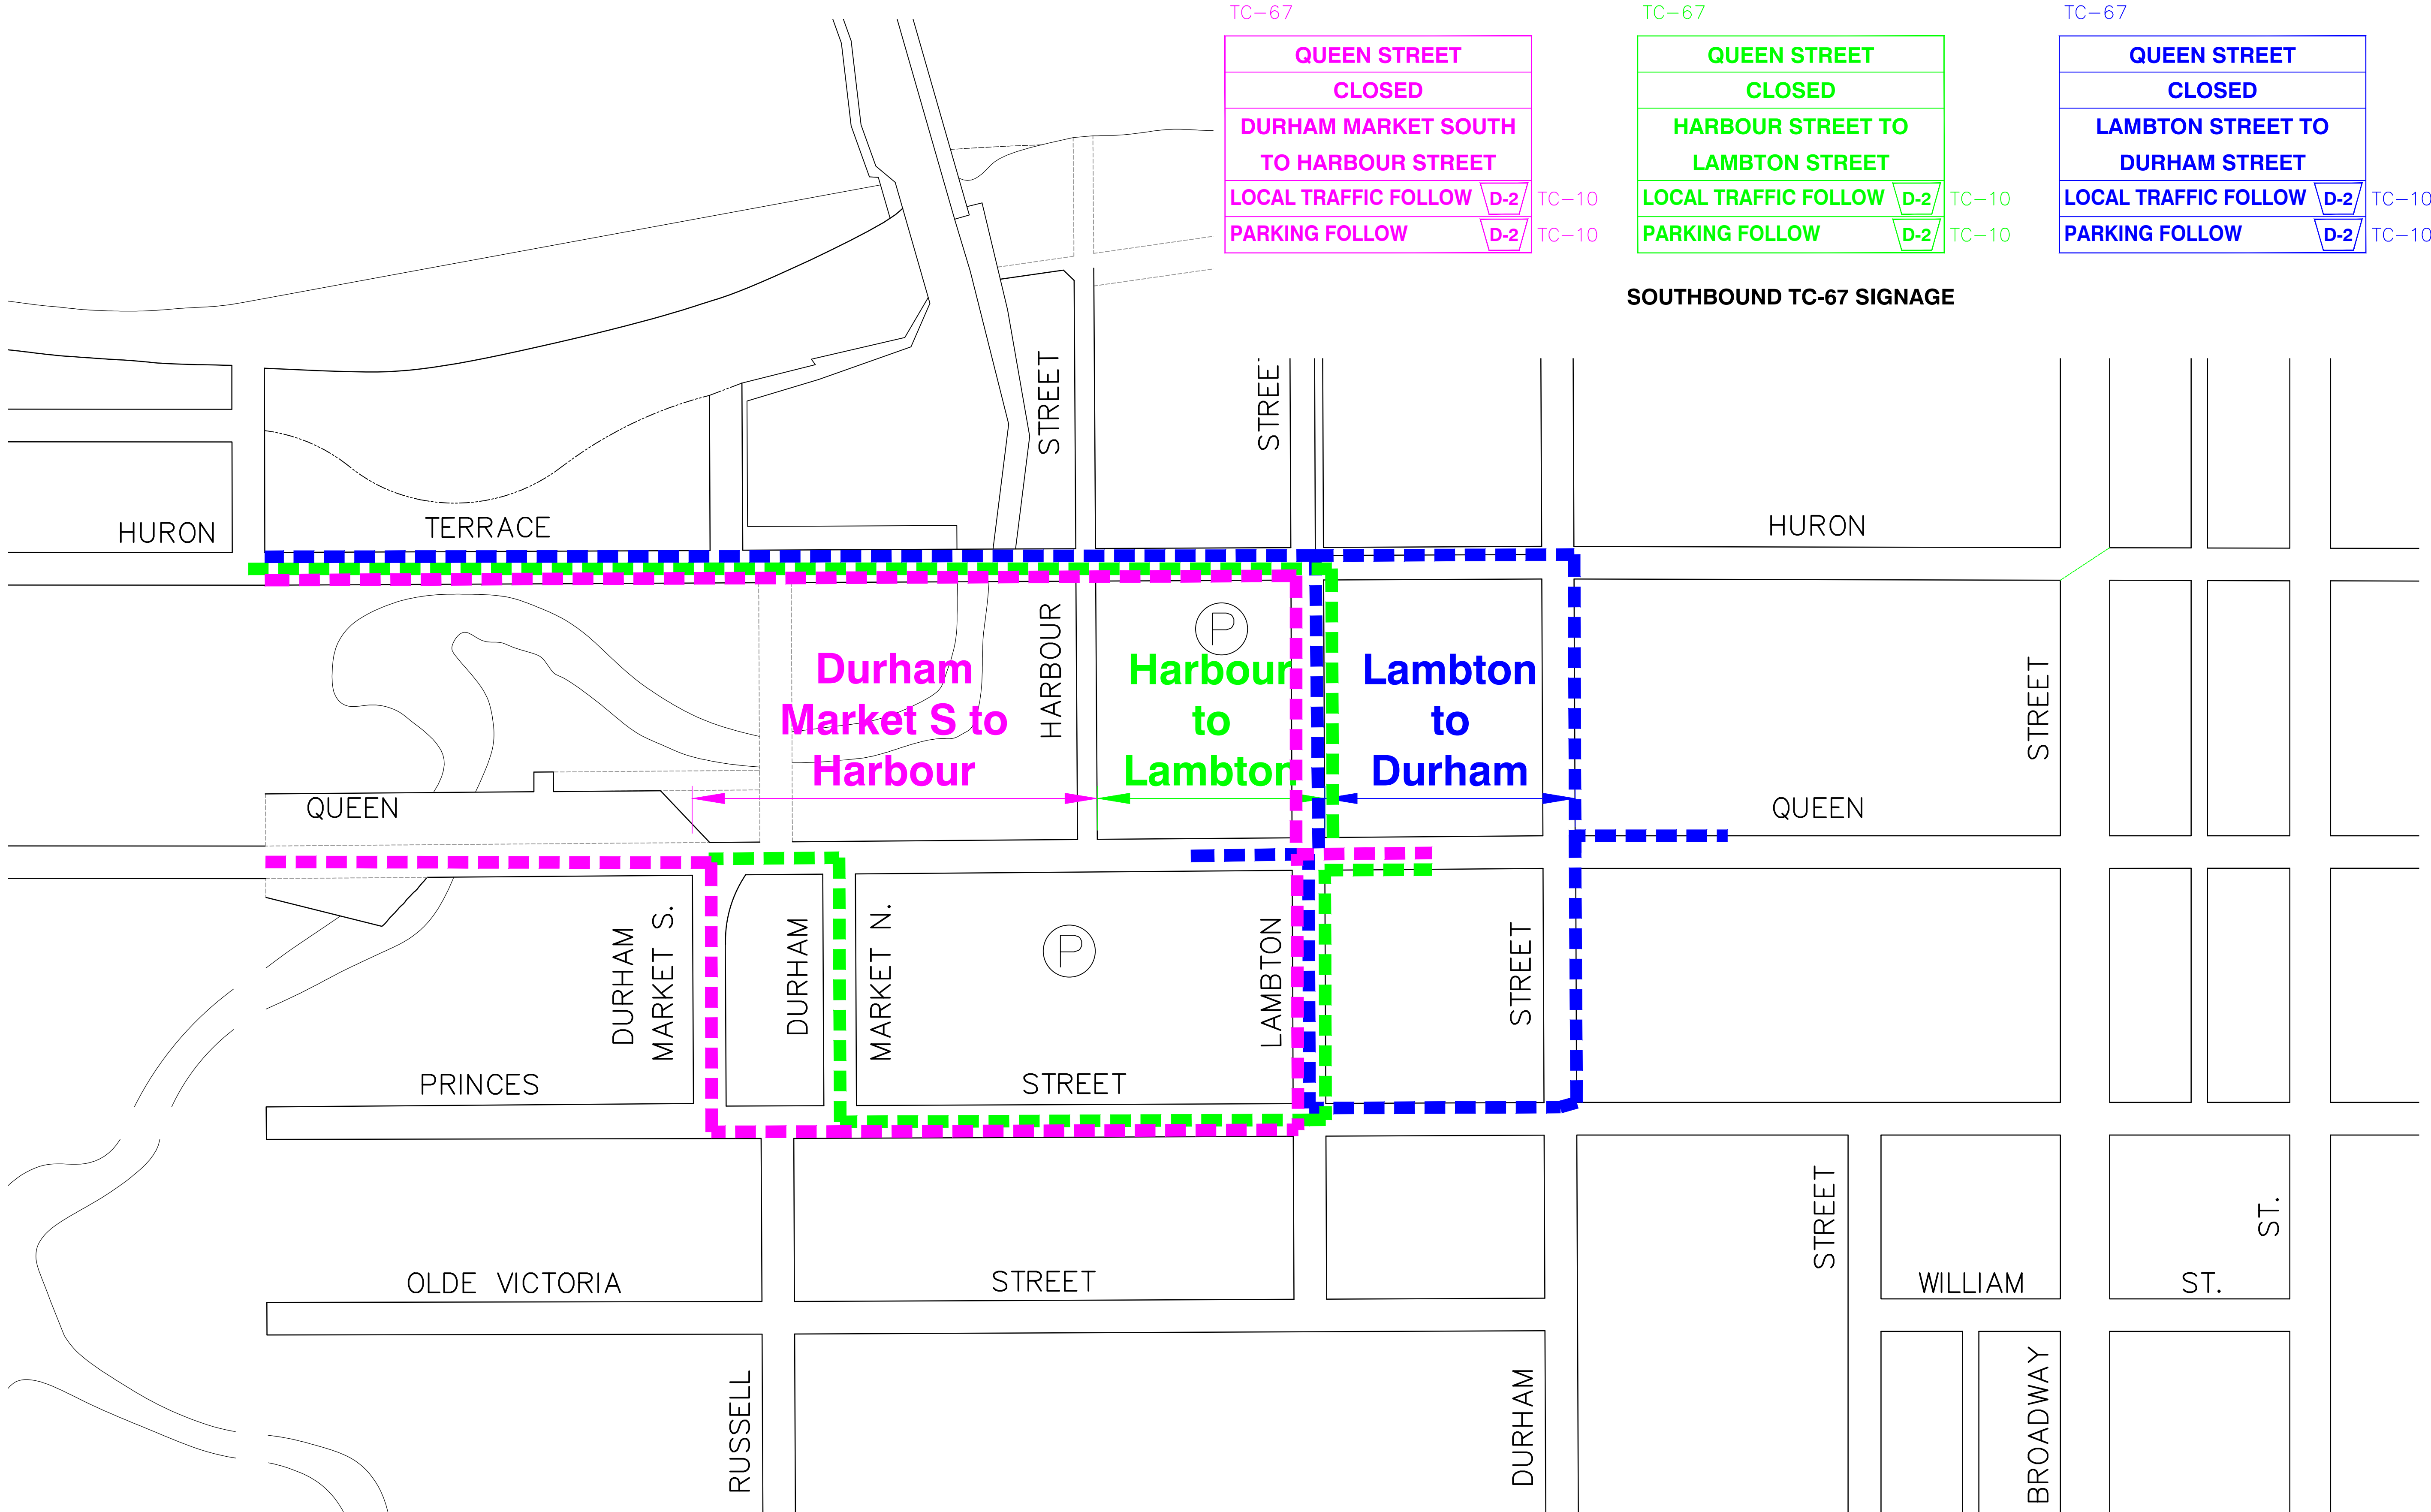 TC-67
QUEEN STREET
CLOSED
DURHAM MARKET SOUTH
TO HARBOUR STREET
LOCAL TRAFFIC FOLLOW D-2 TC-10
PARKING FOLLOW D-2 TC-10
TC-67
QUEEN STREET
CLOSED
HARBOUR STREET TO
LAMBTON STREET
LOCAL TRAFFIC FOLLOW D-2 TC-10
PARKING FOLLOW D-2 TC-10
TC-67
QUEEN STREET
CLOSED
LAMBTON STREET TO
DURHAM STREET
LOCAL TRAFFIC FOLLOW D-2 TC-10
PARKING FOLLOW D-2 TC-10
SOUTHBOUND TC-67 SIGNAGE
STREET
STREET
HURON
TERRACE
HURON
HARBOUR
P
STREET
Durham
Market S to
Harbour
Harbour
to
Lambton
Lambton
to
Durham
QUEEN
QUEEN
DURHAM
MARKET S.
DURHAM
MARKET N.
P
LAMBTON
STREET
PRINCES
STREET
STREET
ST.
OLDE VICTORIA
STREET
WILLIAM
ST.
RUSSELL
DURHAM
BROADWAY